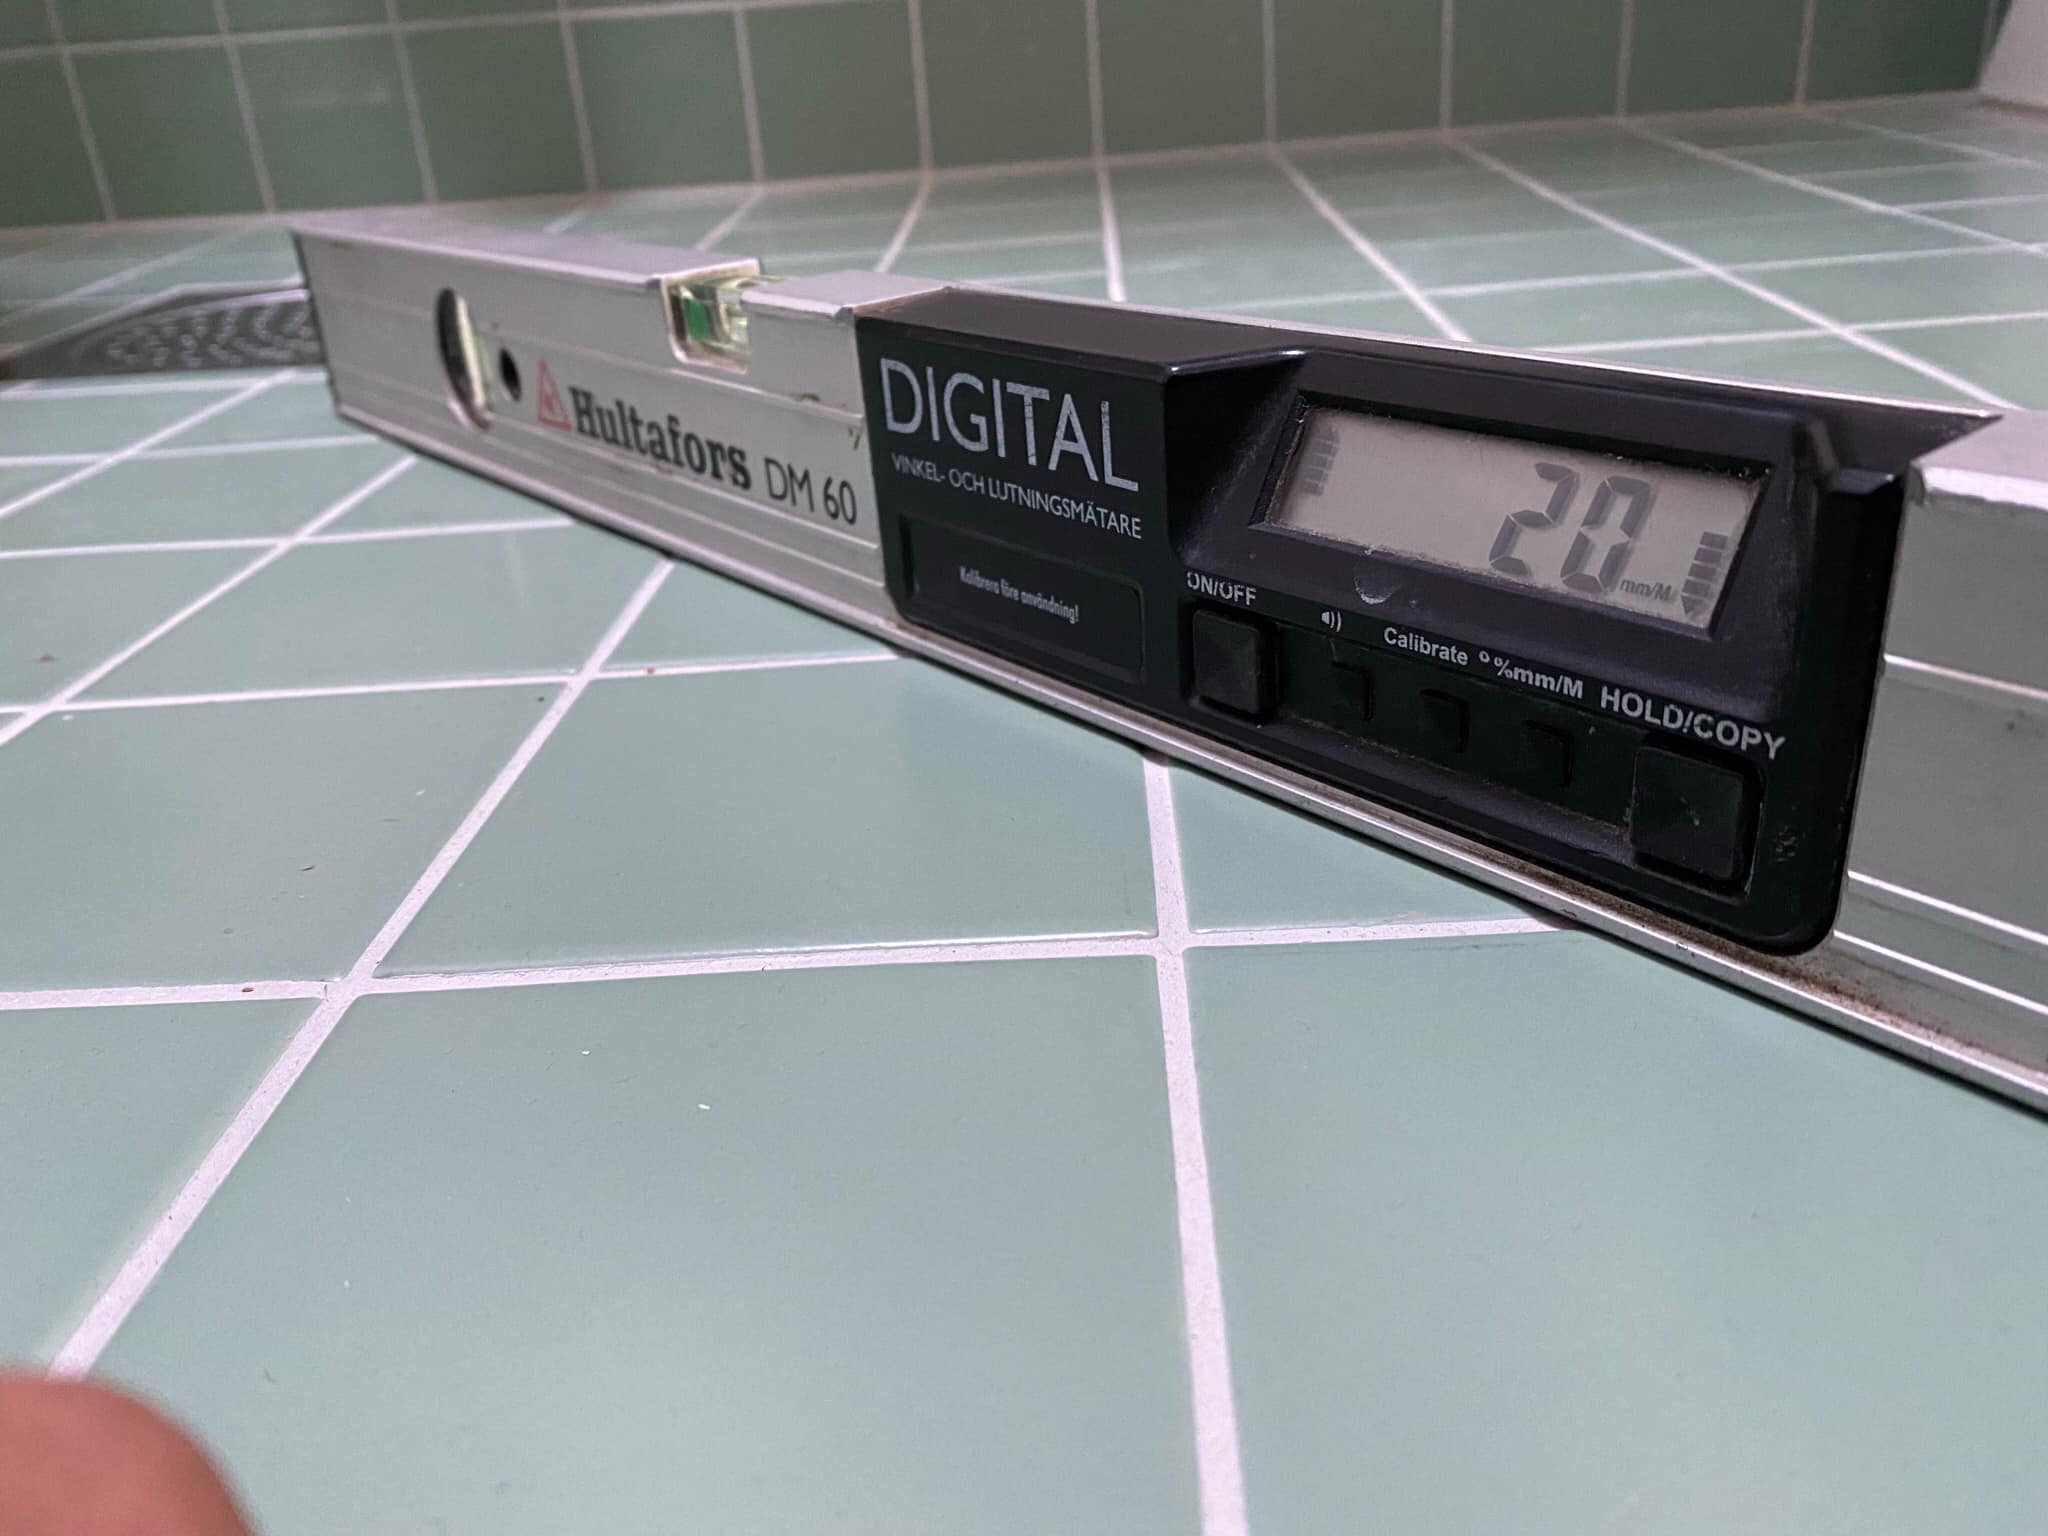 Hultafors DM 60
DIGITAL
VINKEL- OCH LUTNINGSMÄTARE
Kalibrera före användning!
20 mm/M
ON/OFF
Calibrate
° % mm/M
HOLD/COPY